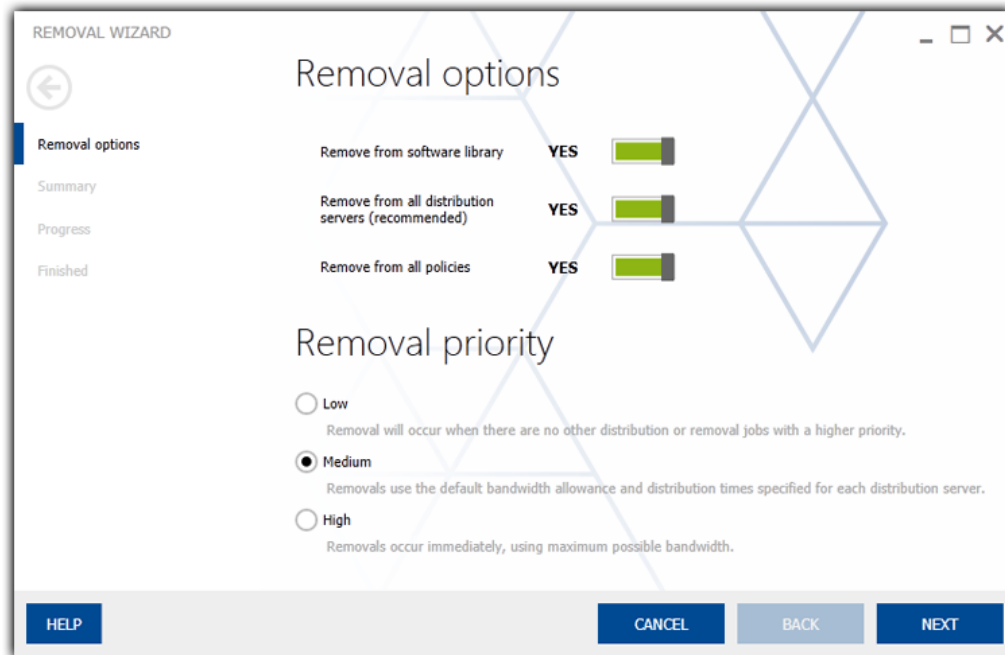 REMOVAL WIZARD
Removal options
Removal options
Summary
Progress
Finished
Remove from software library YES
Remove from all distribution
servers (recommended) YES
Remove from all policies YES
Removal priority
Low
Removal will occur when there are no other distribution or removal jobs with a higher priority.
Medium
Removals use the default bandwidth allowance and distribution times specified for each distribution server.
High
Removals occur immediately, using maximum possible bandwidth.
HELP CANCEL BACK NEXT